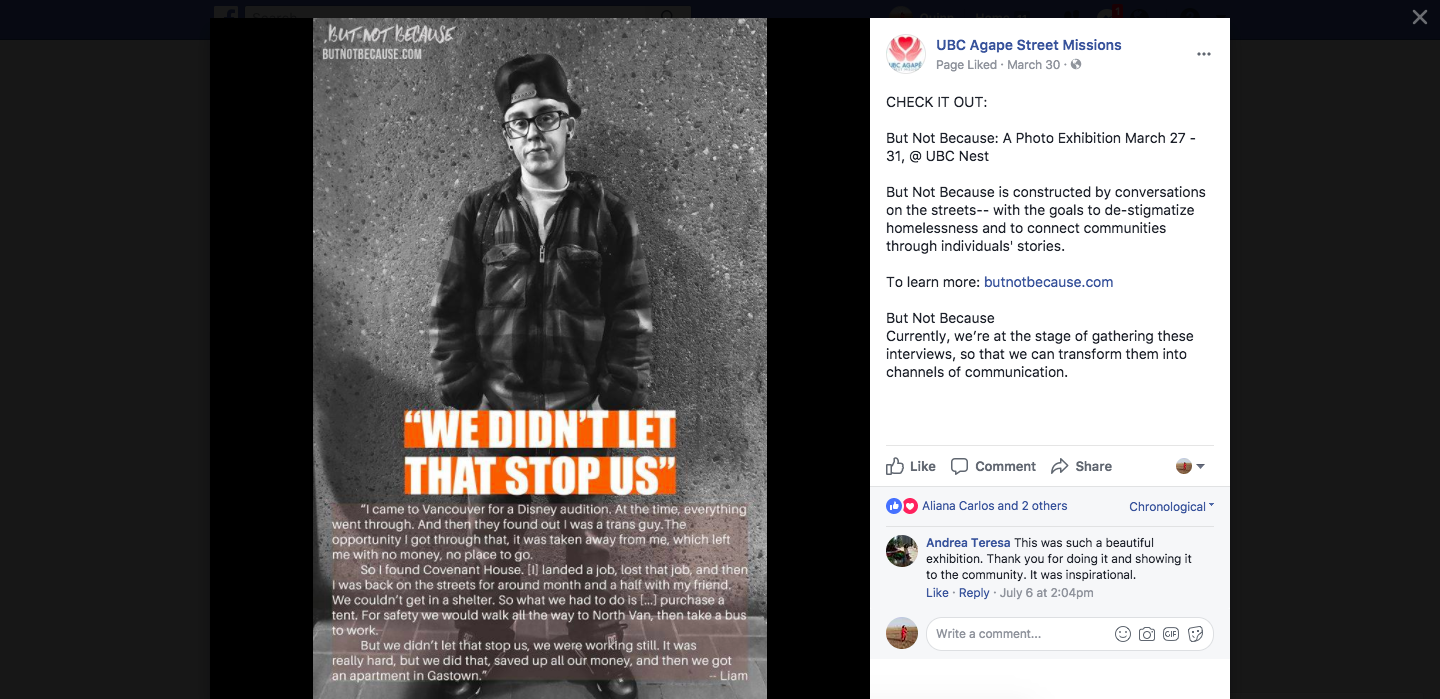 .BUT NOT BECAUSE
BUTNOTBECAUSE.COM
“WE DIDN’T LET
THAT STOP US”
“I came to Vancouver for a Disney audition. At the time, everything
went through. And then they found out I was a trans guy.The
opportunity I got through that, it was taken away from me, which left
me with no money, no place to go.
So I found Covenant House. [I] landed a job, lost that job, and then
I was back on the streets for around month and a half with my friend.
We couldn’t get in a shelter. So what we had to do is [...] purchase a
tent. For safety we would walk all the way to North Van, then take a bus
to work.
But we didn’t let that stop us, we were working still. It was
really hard, but we did that, saved up all our money, and then we got
an apartment in Gastown.”
-- Liam
UBC Agape Street Missions
Page Liked · March 30 ·
CHECK IT OUT:
But Not Because: A Photo Exhibition March 27 -
31, @ UBC Nest
But Not Because is constructed by conversations
on the streets-- with the goals to de-stigmatize
homelessness and to connect communities
through individuals' stories.
To learn more: butnotbecause.com
But Not Because
Currently, we’re at the stage of gathering these
interviews, so that we can transform them into
channels of communication.
Like
Comment
Share
Aliana Carlos and 2 others
Chronological
Andrea Teresa This was such a beautiful
exhibition. Thank you for doing it and showing it
to the community. It was inspirational.
Like · Reply · July 6 at 2:04pm
Write a comment...
GIF